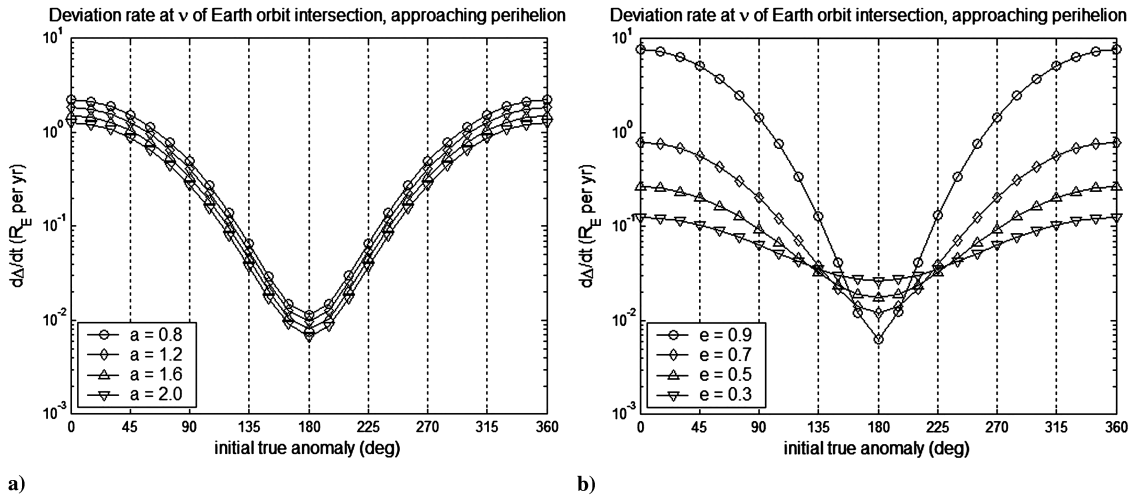 Deviation rate at ν of Earth orbit intersection, approaching perihelion
10^1
10^0
10^-1
10^-2
10^-3
dΔ/dt (R_E per yr)
a = 0.8
a = 1.2
a = 1.6
a = 2.0
0 45 90 135 180 225 270 315 360
initial true anomaly (deg)
a)
Deviation rate at ν of Earth orbit intersection, approaching perihelion
10^1
10^0
10^-1
10^-2
10^-3
dΔ/dt (R_E per yr)
e = 0.9
e = 0.7
e = 0.5
e = 0.3
0 45 90 135 180 225 270 315 360
initial true anomaly (deg)
b)